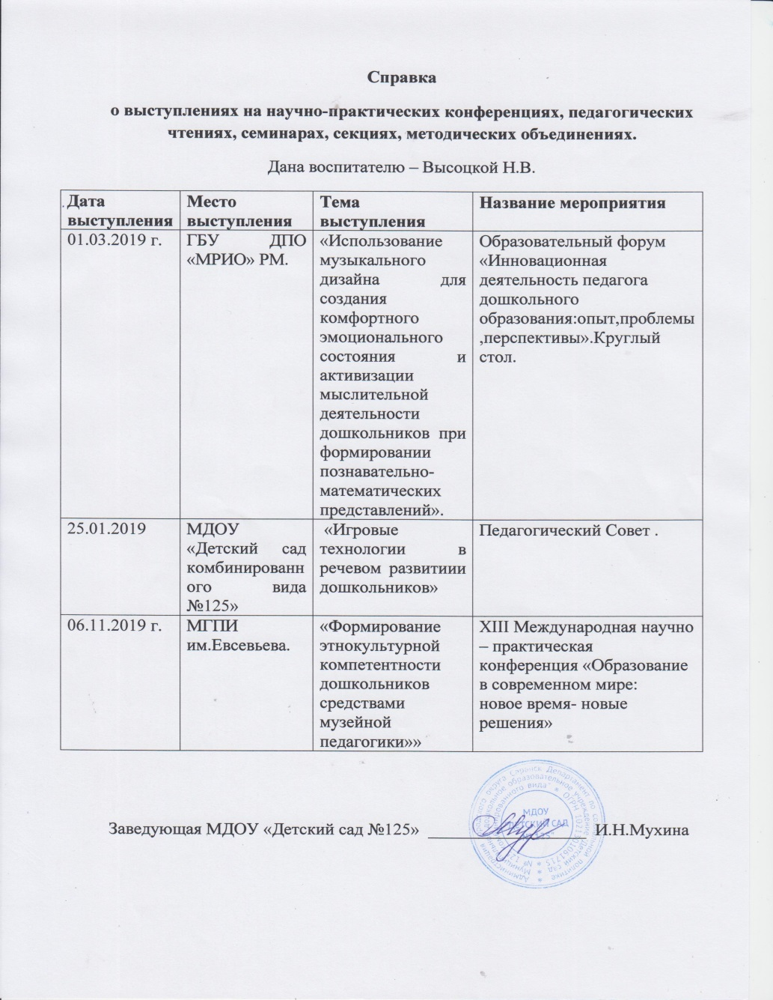 Справка
о выступлениях на научно-практических конференциях, педагогических
чтениях, семинарах, секциях, методических объединениях.
Дана воспитателю – Высоцкой Н.В.
Дата
выступления
Место
выступления
Тема
выступления
Название мероприятия
01.03.2019 г.
ГБУ ДПО
«МРИО» РМ.
«Использование
музыкального
дизайна для
создания
комфортного
эмоционального
состояния и
активизации
мыслительной
деятельности
дошкольников при
формировании
познавательно-
математических
представлений».
Образовательный форум
«Инновационная
деятельность педагога
дошкольного
образования:опыт,проблемы
,перспективы».Круглый
стол.
25.01.2019
МДОУ
«Детский сад
комбинированн
ого вида
№125»
«Игровые
технологии в
речевом развитиии
дошкольников»
Педагогический Совет .
06.11.2019 г.
МГПИ
им.Евсевьева.
«Формирование
этнокультурной
компетентности
дошкольников
средствами
музейной
педагогики»»
XIII Международная научно
– практическая
конференция «Образование
в современном мире:
новое время- новые
решения»
Заведующая МДОУ «Детский сад №125» И.Н.Мухина
МДОУ
ДЕТСКИЙ САД